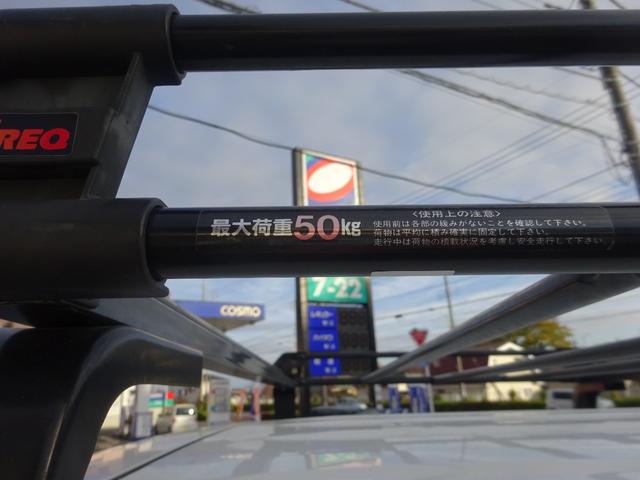 REQ
最大荷重50kg
〈使用上の注意〉
使用前は各部の緩みがないことを確認して下さい。
荷物は平均に積み確実に固定して下さい。
走行中は荷物の積載状況を考慮し安全走行して下さい。
7-22
COSMO
レギュラー
ハイオク
軽油